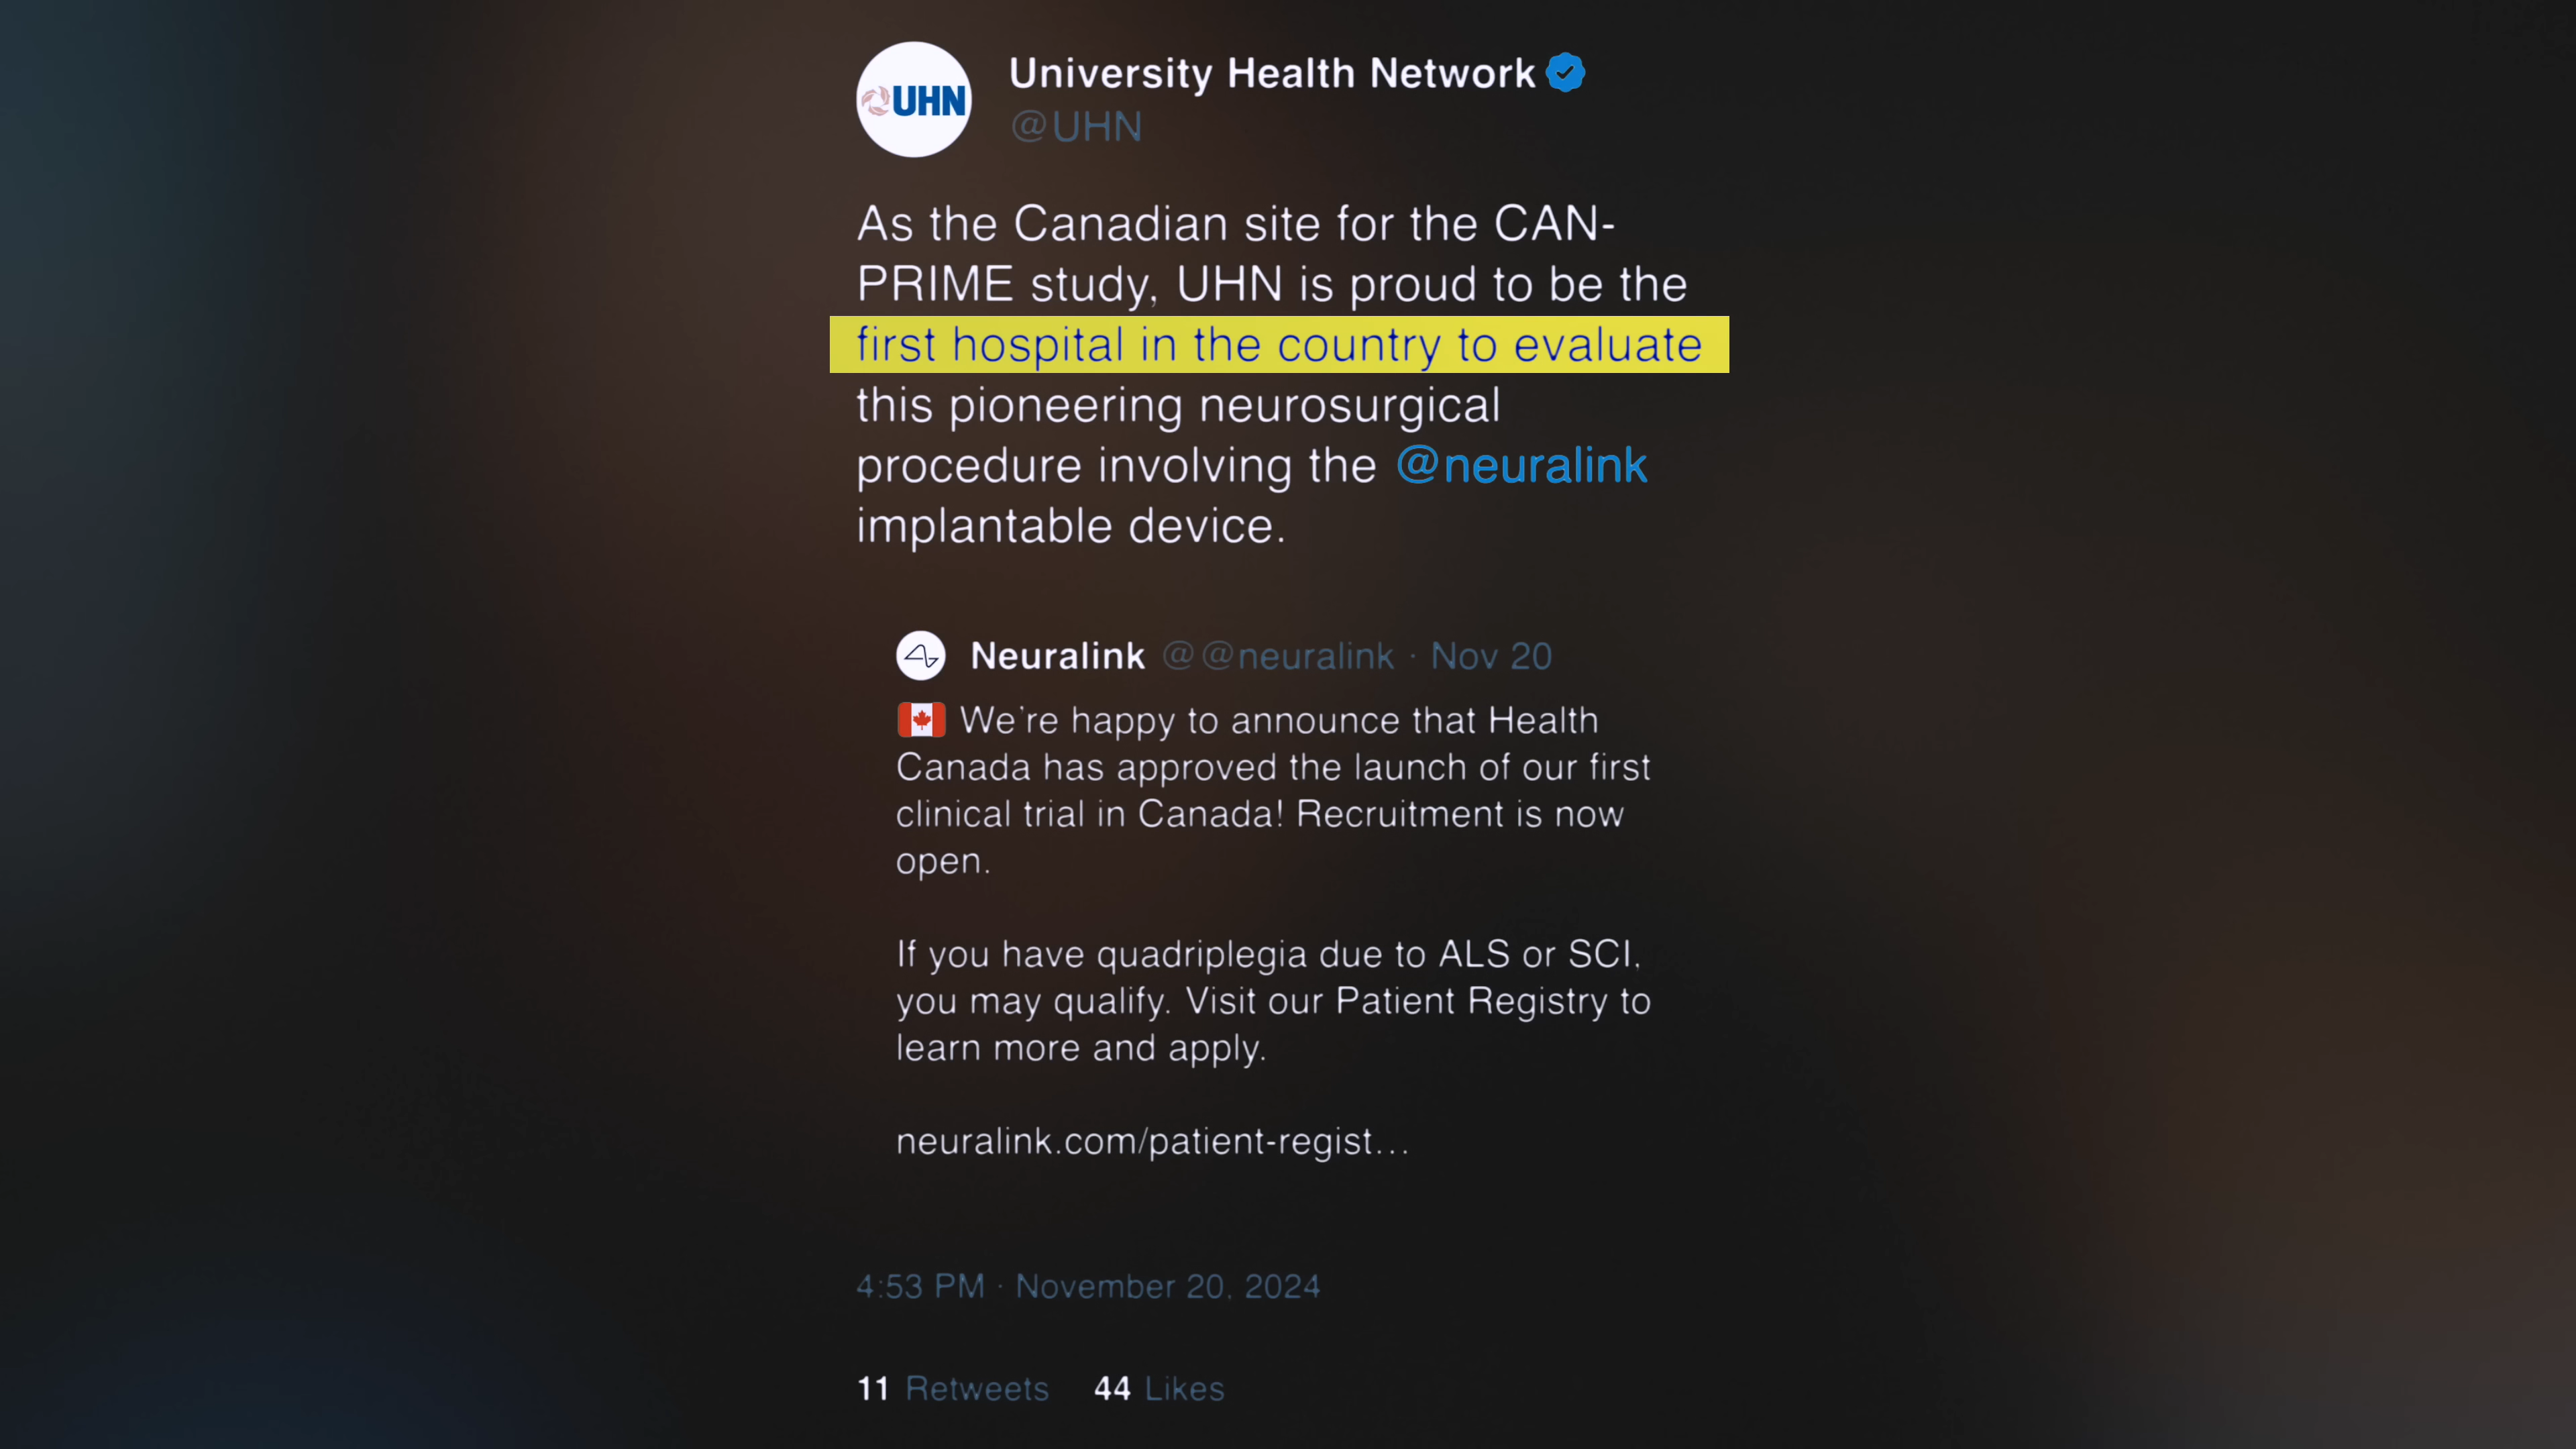 UHN
University Health Network
@UHN
As the Canadian site for the CAN-
PRIME study, UHN is proud to be the
first hospital in the country to evaluate
this pioneering neurosurgical
procedure involving the @neuralink
implantable device.
Neuralink @@neuralink · Nov 20
🇨🇦 We're happy to announce that Health
Canada has approved the launch of our first
clinical trial in Canada! Recruitment is now
open.
If you have quadriplegia due to ALS or SCI,
you may qualify. Visit our Patient Registry to
learn more and apply.
neuralink.com/patient-regist...
4:53 PM · November 20, 2024
11 Retweets 44 Likes